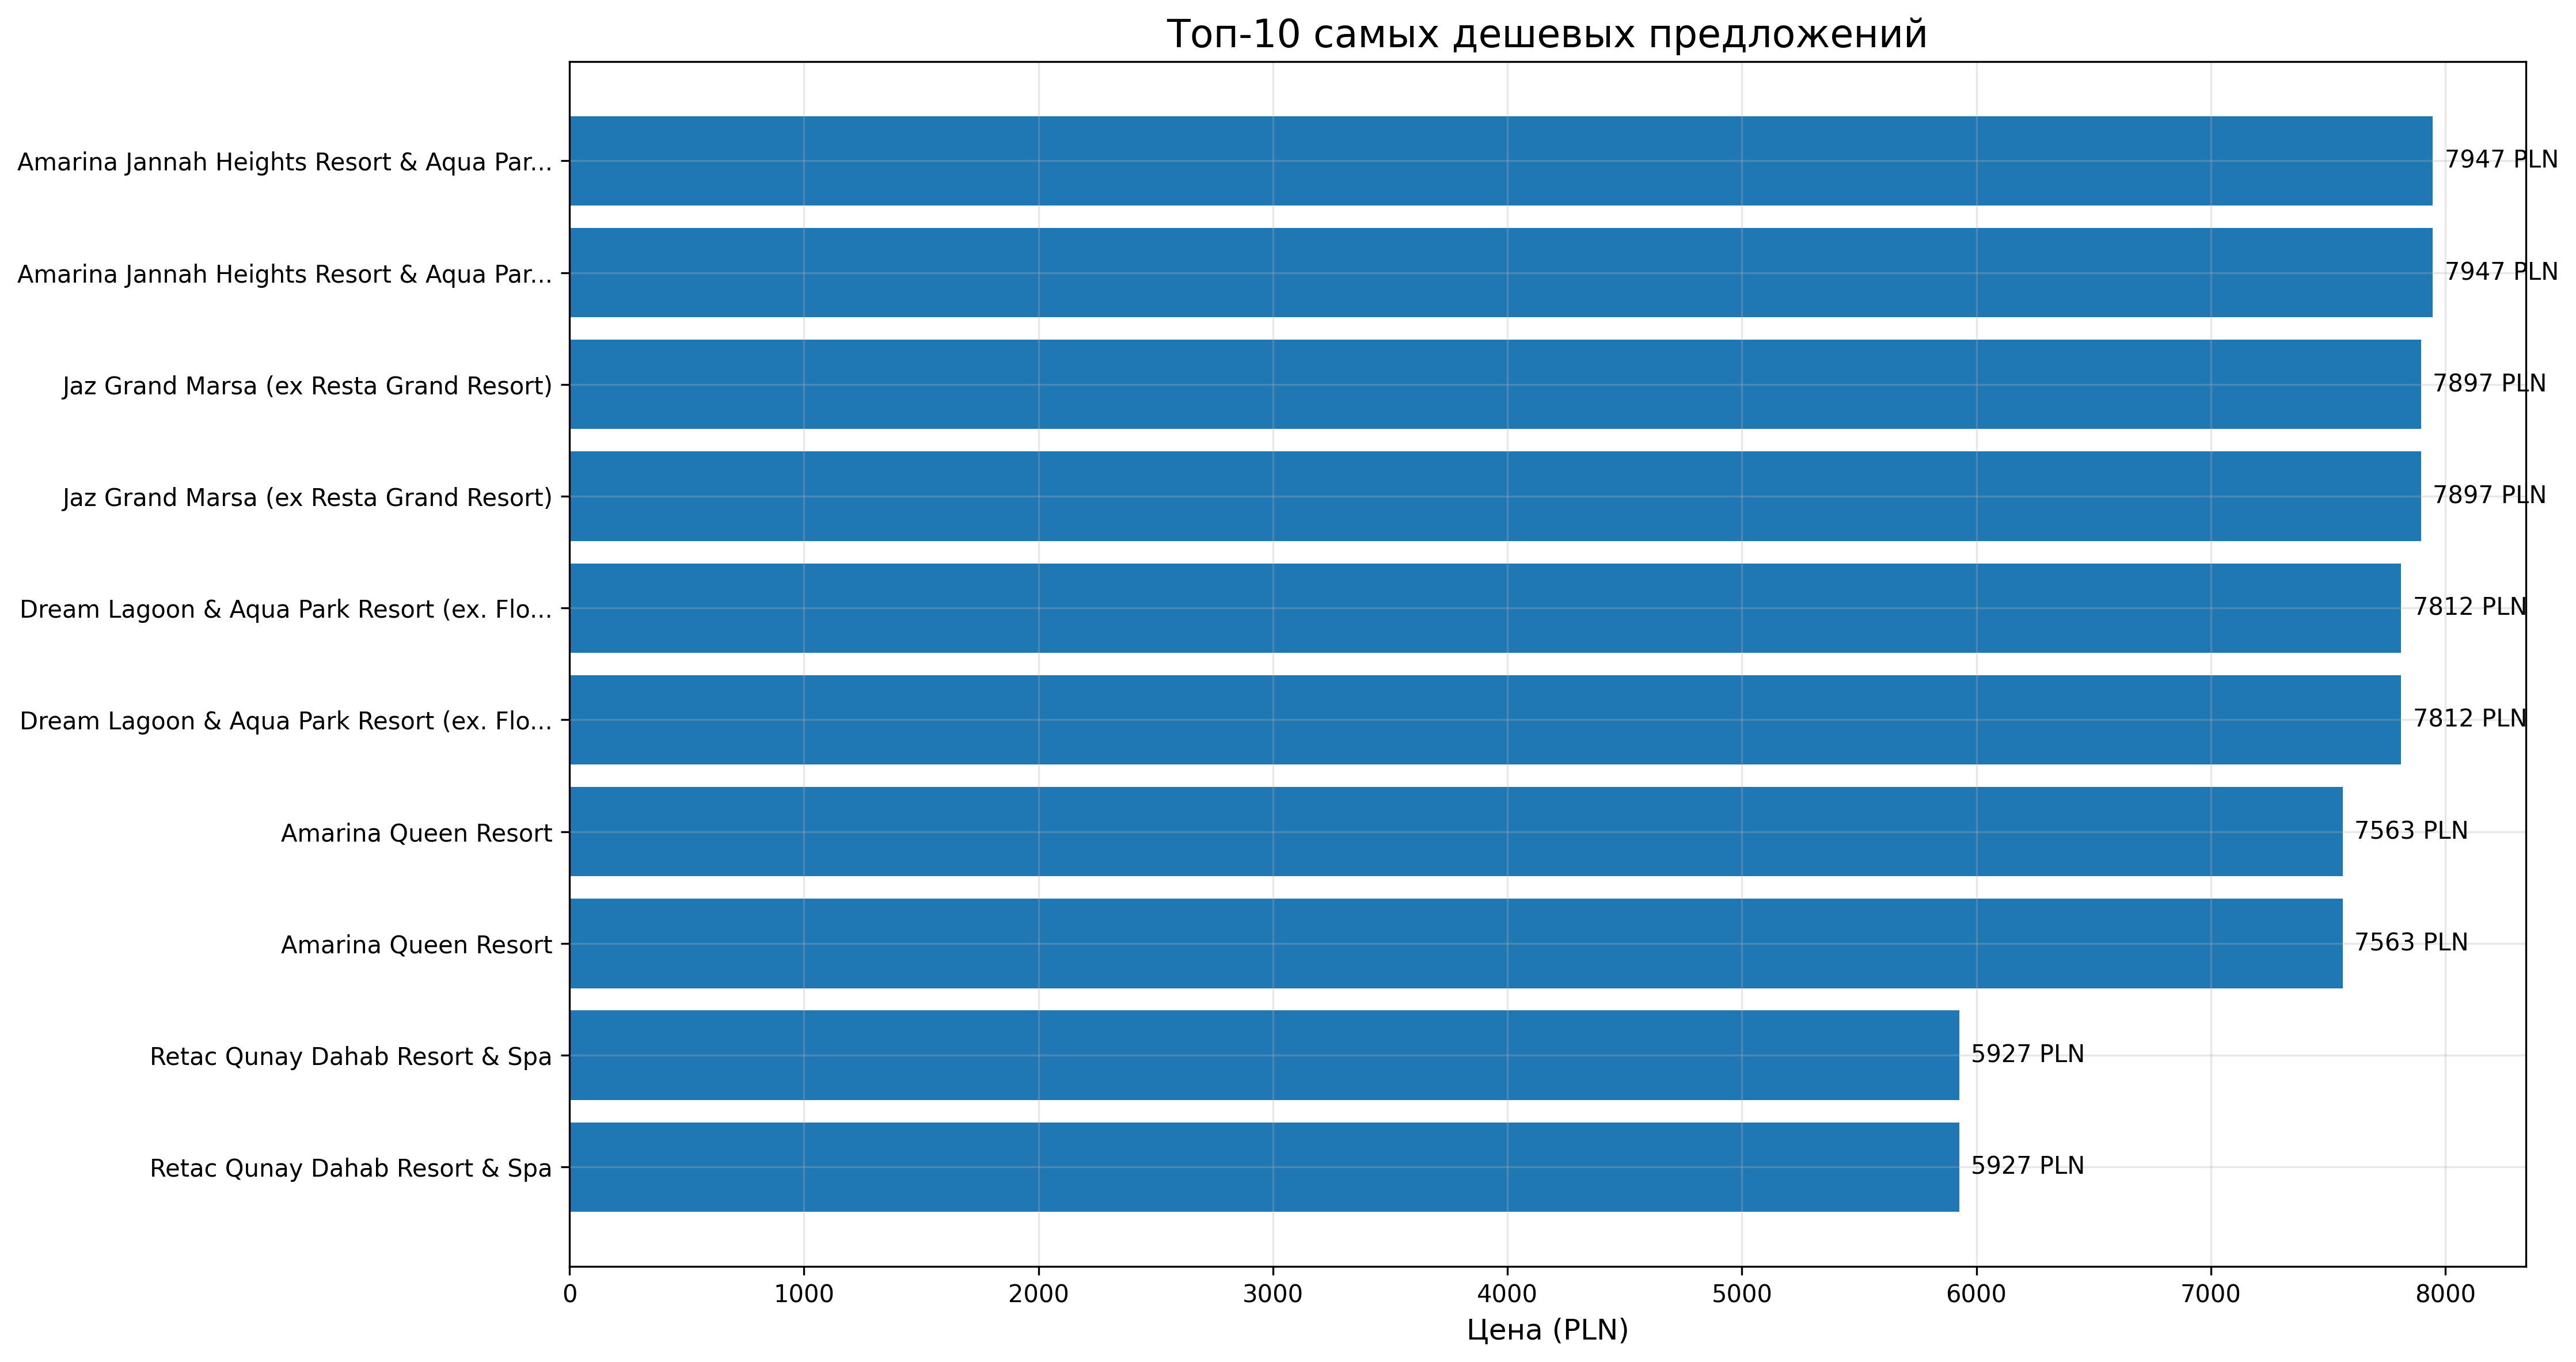 Топ-10 самых дешевых предложений
Amarina Jannah Heights Resort & Aqua Par...
7947 PLN
Amarina Jannah Heights Resort & Aqua Par...
7947 PLN
Jaz Grand Marsa (ex Resta Grand Resort)
7897 PLN
Jaz Grand Marsa (ex Resta Grand Resort)
7897 PLN
Dream Lagoon & Aqua Park Resort (ex. Flo...
7812 PLN
Dream Lagoon & Aqua Park Resort (ex. Flo...
7812 PLN
Amarina Queen Resort
7563 PLN
Amarina Queen Resort
7563 PLN
Retac Qunay Dahab Resort & Spa
5927 PLN
Retac Qunay Dahab Resort & Spa
5927 PLN
0 1000 2000 3000 4000 5000 6000 7000 8000
Цена (PLN)